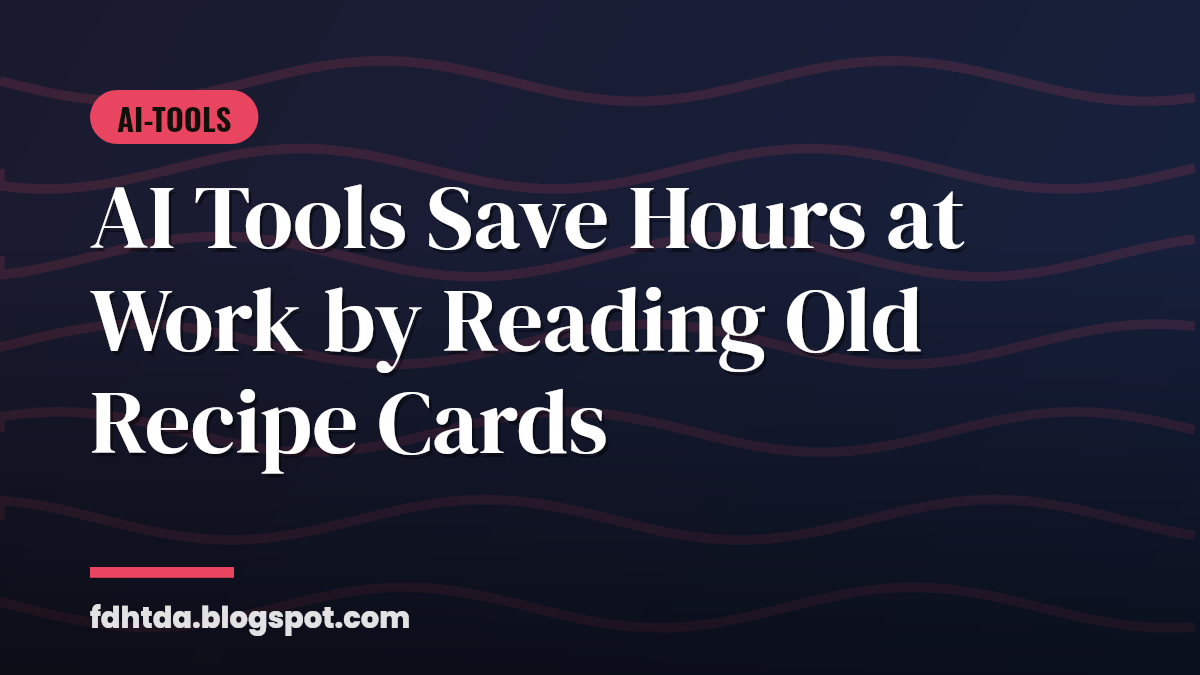 AI-TOOLS
AI Tools Save Hours at
Work by Reading Old
Recipe Cards
fdhtda.blogspot.com